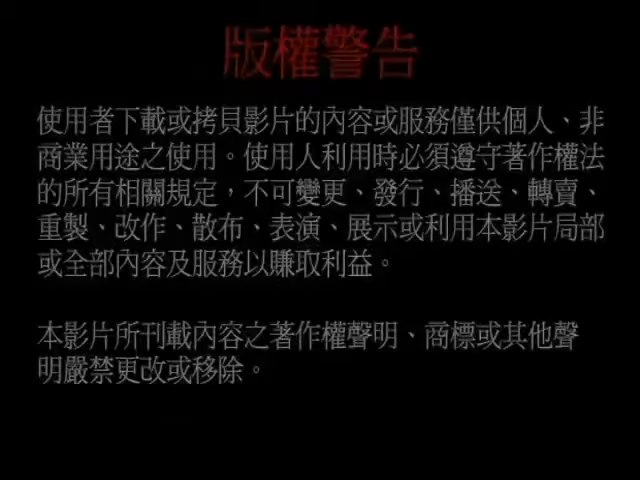 版權警告
使用者下載或拷貝影片的內容或服務僅供個人、非
商業用途之使用。使用人利用時必須遵守著作權法
的所有相關規定，不可變更、發行、播送、轉賣、
重製、改作、散布、表演、展示或利用本影片局部
或全部內容及服務以賺取利益。
本影片所刊載內容之著作權聲明、商標或其他聲
明嚴禁更改或移除。